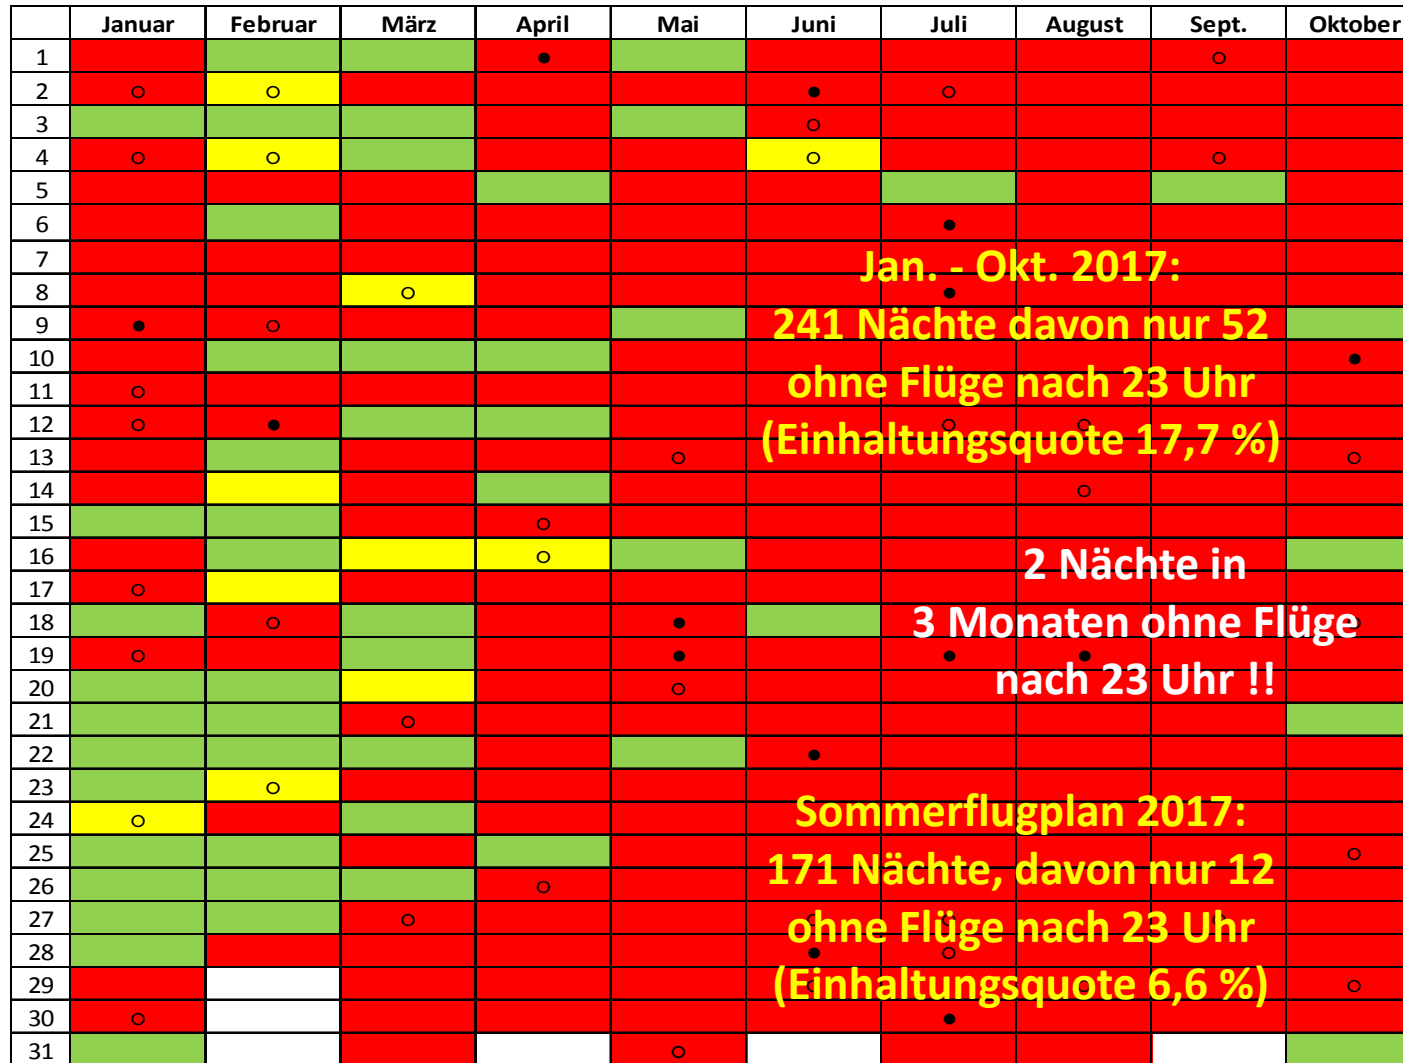 Januar Februar März April Mai Juni Juli August Sept. Oktober
1
2
3
4
5
6
7
Jan. - Okt. 2017:
8
9
241 Nächte davon nur 52
10
ohne Flüge nach 23 Uhr
11
12
(Einhaltungsquote 17,7 %)
13
14
15
16
2 Nächte in
17
18
3 Monaten ohne Flüge
19
nach 23 Uhr !!
20
21
22
23
24
Sommerflugplan 2017:
25
171 Nächte, davon nur 12
26
27
ohne Flüge nach 23 Uhr
28
29
(Einhaltungsquote 6,6 %)
30
31